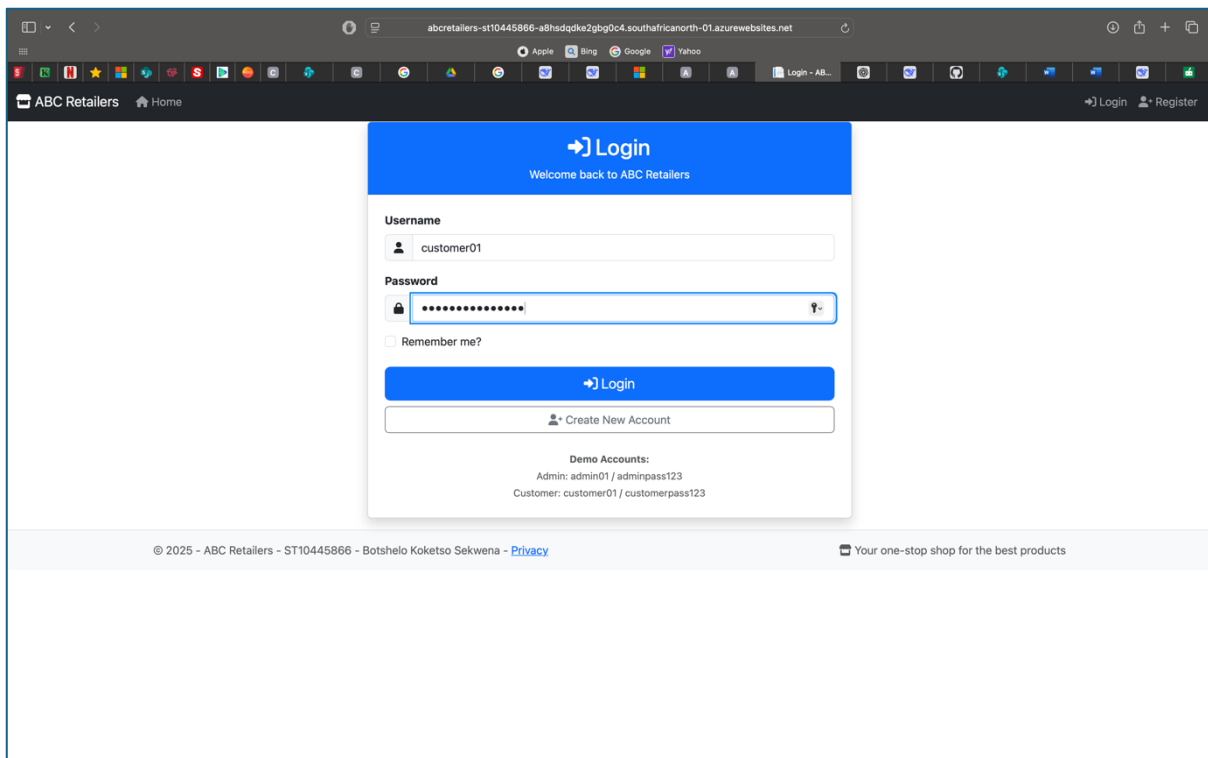 abcretailers-st10445866-a8hsdqdke2gbg0c4.southafricanorth-01.azurewebsites.net
Apple Bing Google Yahoo
Login - AB...
ABC Retailers Home Login Register
Login
Welcome back to ABC Retailers
Username
customer01
Password
•••••••••••••••
Remember me?
Login
Create New Account
Demo Accounts:
Admin: admin01 / adminpass123
Customer: customer01 / customerpass123
© 2025 - ABC Retailers - ST10445866 - Botshelo Koketso Sekwena - Privacy Your one-stop shop for the best products